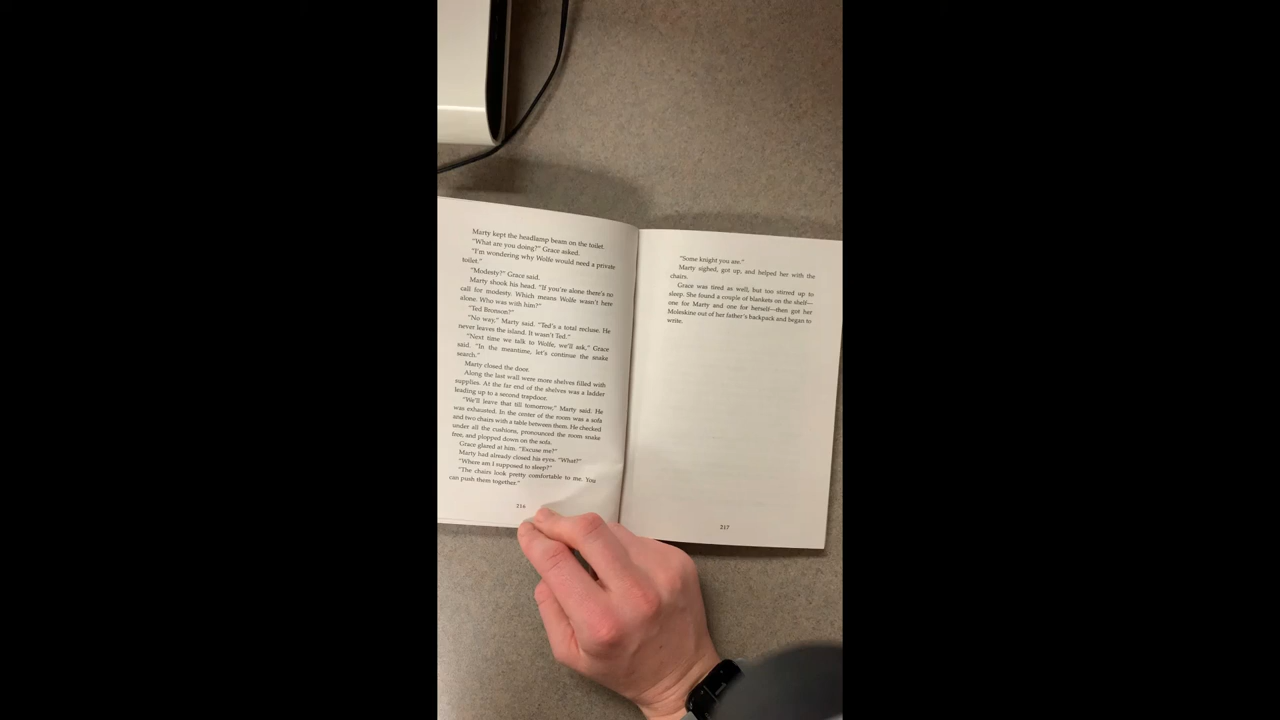 Marty kept the headlamp beam on the toilet.
"What are you doing?" Grace asked.
"I'm wondering why Wolfe would need a private
toilet."
"Modesty?" Grace said.
Marty shook his head. "If you're alone there's no
call for modesty. Which means Wolfe wasn't here
alone. Who was with him?"
"Ted Bronson?"
"No way," Marty said. "Ted's a total recluse. He
never leaves the island. It wasn't Ted."
"Next time we talk to Wolfe, we'll ask," Grace
said. "In the meantime, let's continue the snake
search."
Marty closed the door.
Along the last wall were more shelves filled with
supplies. At the far end of the shelves was a ladder
leading up to a second trapdoor.
"We'll leave that till tomorrow," Marty said. He
was exhausted. In the center of the room was a sofa
and two chairs with a table between them. He checked
under all the cushions, pronounced the room snake
free, and plopped down on the sofa.
Grace glared at him. "Excuse me?"
Marty had already closed his eyes. "What?"
"Where am I supposed to sleep?"
"The chairs look pretty comfortable to me. You
can push them together."
216
"Some knight you are."
Marty sighed, got up, and helped her with the
chairs.
Grace was tired as well, but too stirred up to
sleep. She found a couple of blankets on the shelf—
one for Marty and one for herself—then got her
Moleskine out of her father's backpack and began to
write.
217